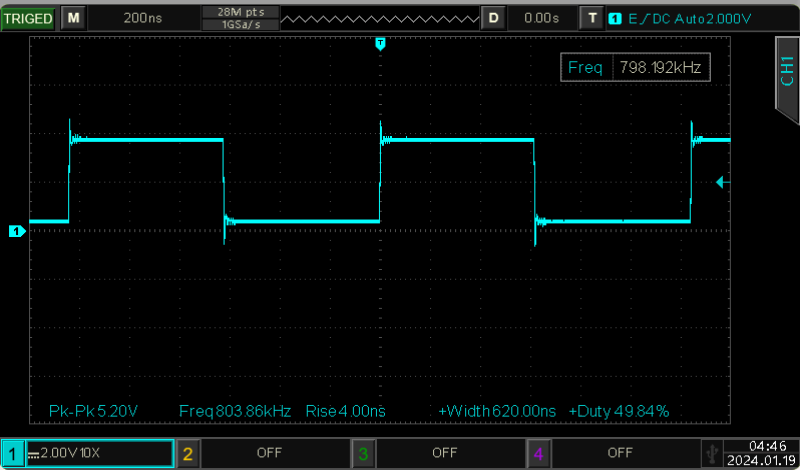 TRIGED M 200ns 28M pts D 0.00s T 1 E DC Auto 2.000V
1GSa/s
T
Freq 798.192kHz
CH1
1
Pk-Pk 5.20V Freq 803.86kHz Rise 4.00ns +Width 620.00ns +Duty 49.84%
1 2.00V 10X 2 OFF 3 OFF 4 OFF 04:46
2024.01.19